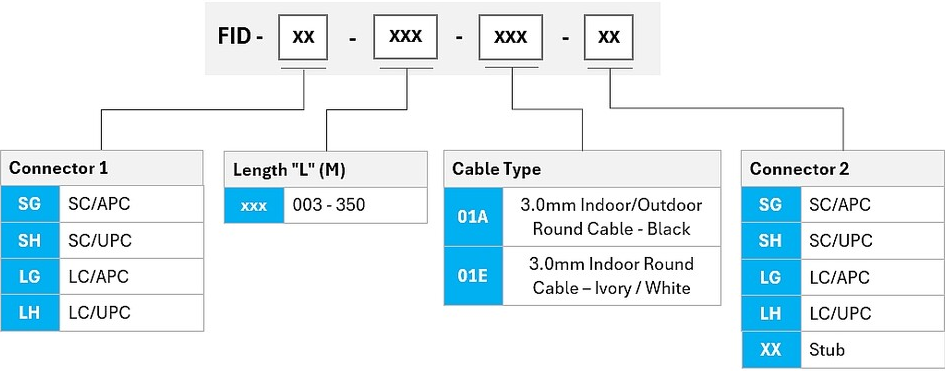 FID - xx - xxx - xxx - xx
Connector 1
SG SC/APC
SH SC/UPC
LG LC/APC
LH LC/UPC
Length "L" (M)
xxx 003 - 350
Cable Type
01A 3.0mm Indoor/Outdoor
Round Cable - Black
01E 3.0mm Indoor Round
Cable – Ivory / White
Connector 2
SG SC/APC
SH SC/UPC
LG LC/APC
LH LC/UPC
XX Stub